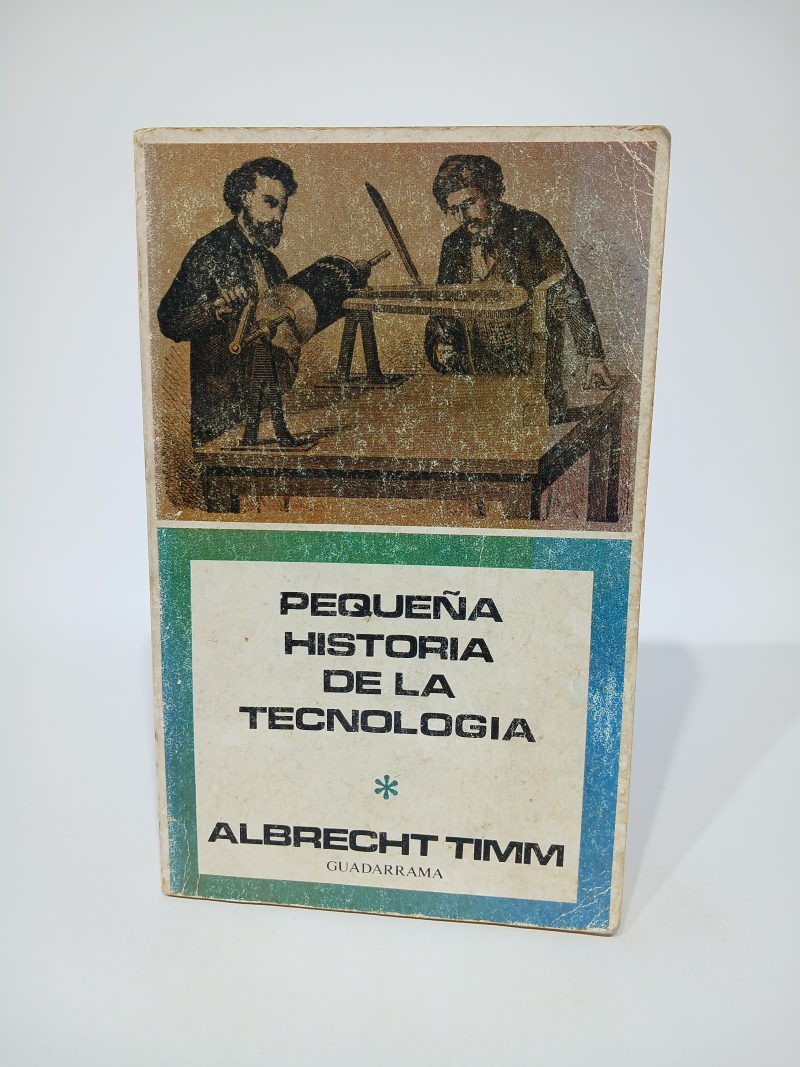 PEQUEÑA
HISTORIA
DE LA
TECNOLOGIA
*
ALBRECHT TIMM
GUADARRAMA